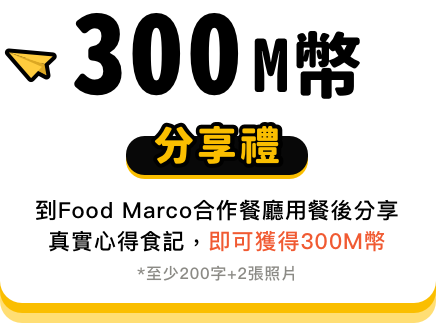 300M幣
分享禮
到Food Marco合作餐廳用餐後分享
真實心得食記，即可獲得300M幣
*至少200字+2張照片